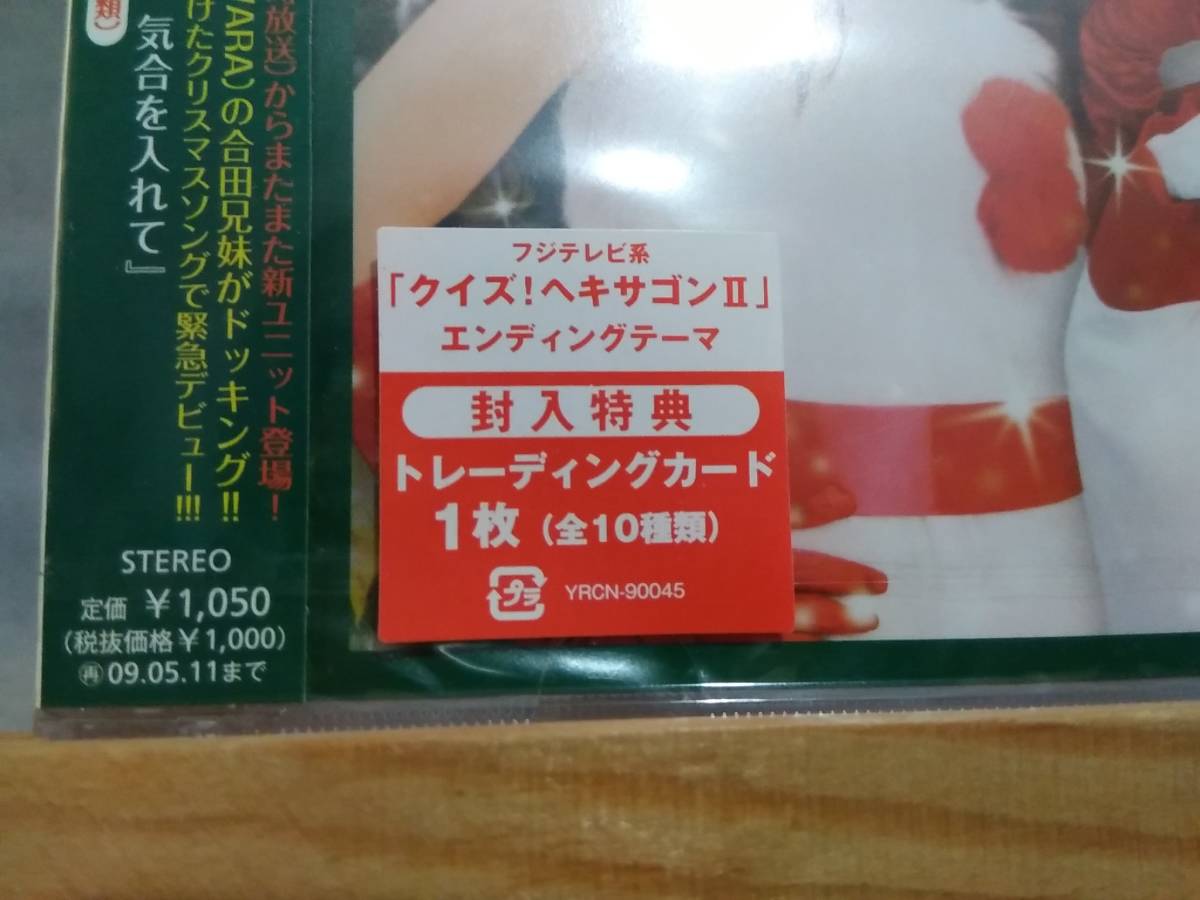 類）
放送）からまたまた新ユニット登場！
WARA）の合田兄妹がドッキング!!
けたクリスマスソングで緊急デビュー!!!
気合を入れて』
STEREO
定価 ￥1,050
（税抜価格￥1,000）
再 09.05.11まで
フジテレビ系
「クイズ！ヘキサゴンⅡ」
エンディングテーマ
封入特典
トレーディングカード
1枚（全10種類）
プラ
YRCN-90045